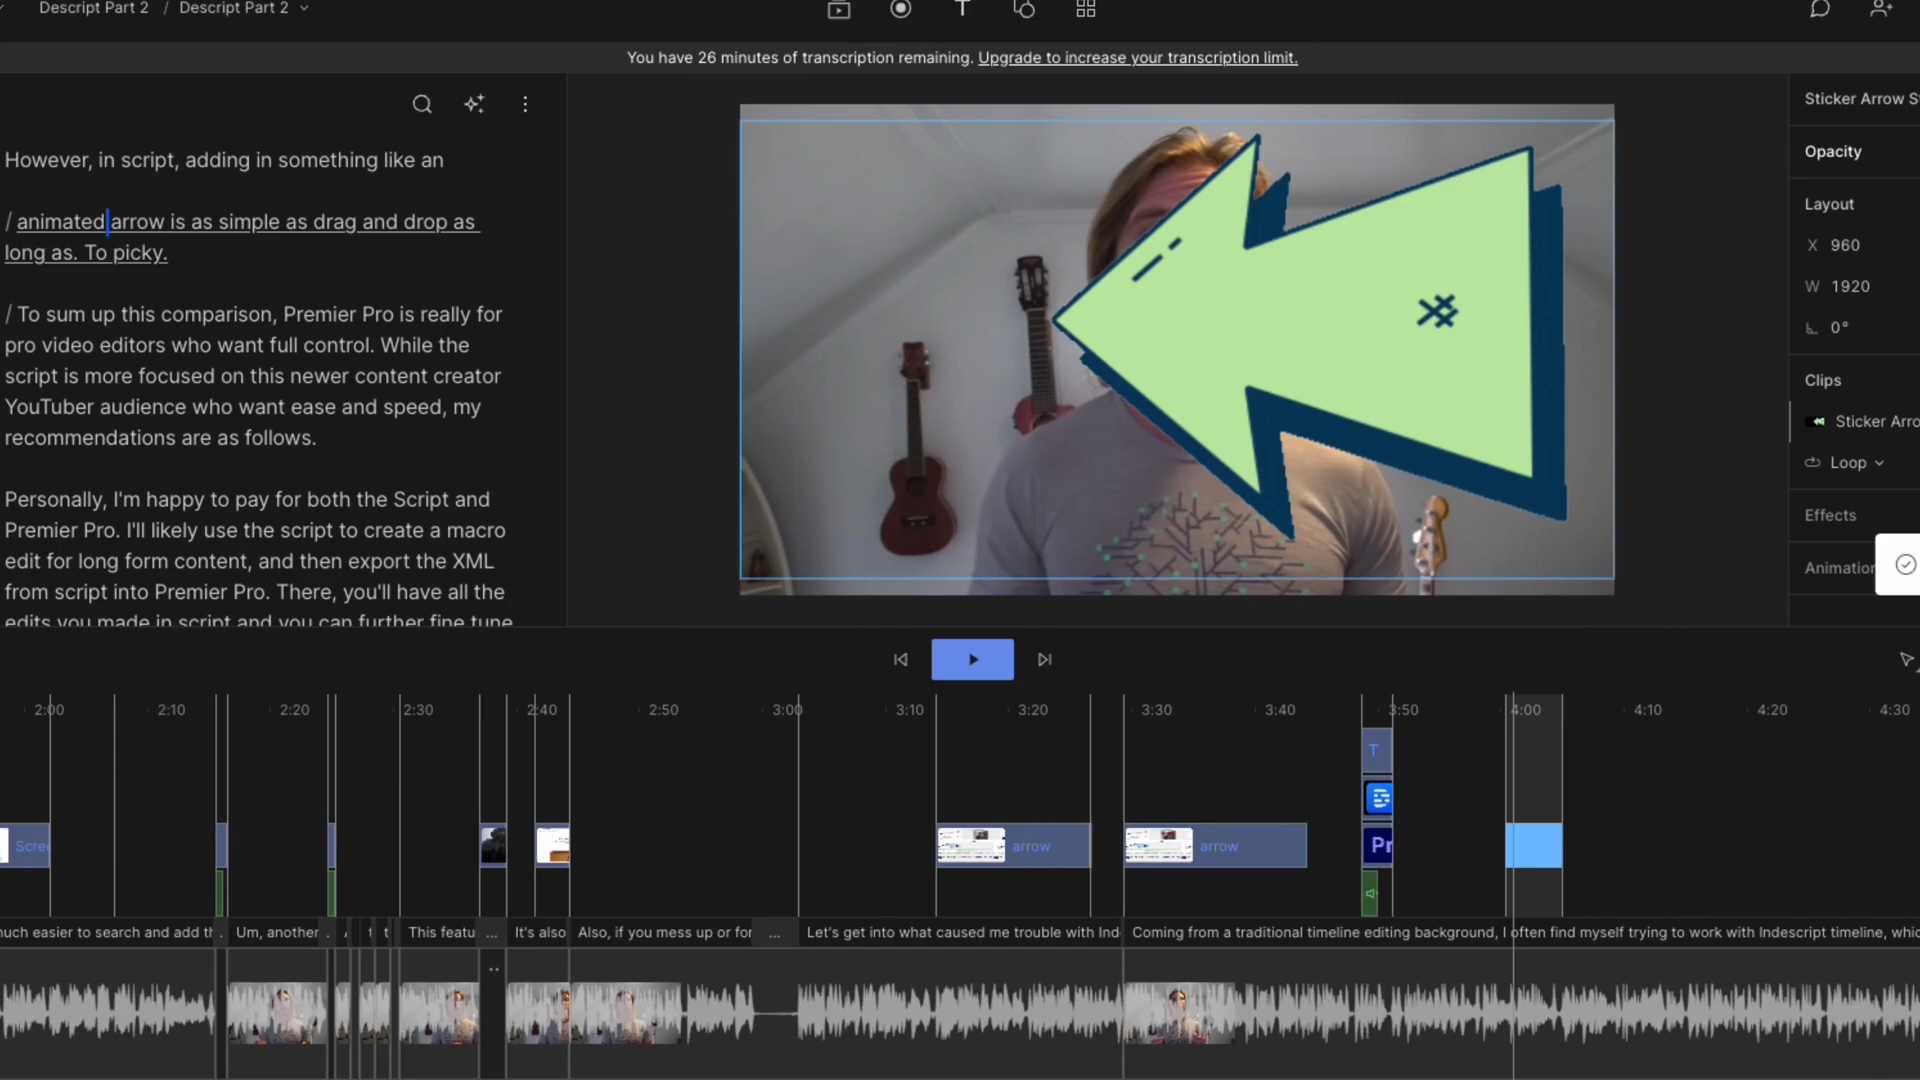 Descript Part 2 / Descript Part 2
You have 26 minutes of transcription remaining. Upgrade to increase your transcription limit.
However, in script, adding in something like an
/ animated arrow is as simple as drag and drop as
long as. To picky.
/ To sum up this comparison, Premier Pro is really for
pro video editors who want full control. While the
script is more focused on this newer content creator
YouTuber audience who want ease and speed, my
recommendations are as follows.
Personally, I'm happy to pay for both the Script and
Premier Pro. I'll likely use the script to create a macro
edit for long form content, and then export the XML
from script into Premier Pro. There, you'll have all the
edits you made in script and you can further fine tune
Sticker Arrow S
Opacity
Layout
X 960
W 1920
0°
Clips
Sticker Arro
Loop
Effects
Animation
2:00 2:10 2:20 2:30 2:40 2:50 3:00 3:10 3:20 3:30 3:40 3:50 4:00 4:10 4:20 4:30
T
Scree
arrow
arrow
Pr
much easier to search and add th . Um, another . t t This featu ... It's also Also, if you mess up or for ... Let's get into what caused me trouble with Ind Coming from a traditional timeline editing background, I often find myself trying to work with Indescript timeline, whic